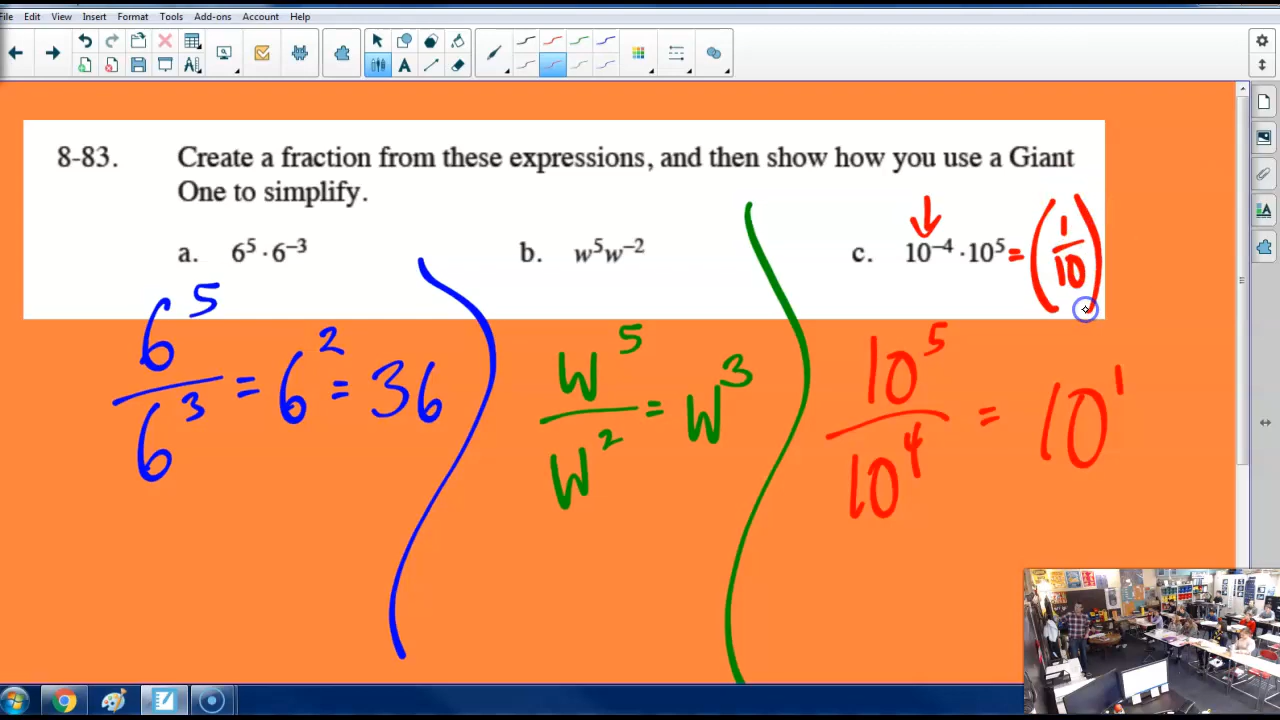 File Edit View Insert Format Tools Add-ons Account Help
8-83. Create a fraction from these expressions, and then show how you use a Giant
One to simplify.
a. 6⁵ · 6⁻³ b. w⁵w⁻² c. 10⁻⁴ · 10⁵ = (1/10)
6⁵/6³ = 6² = 36
w⁵/w² = w³
10⁵/10⁴ = 10¹